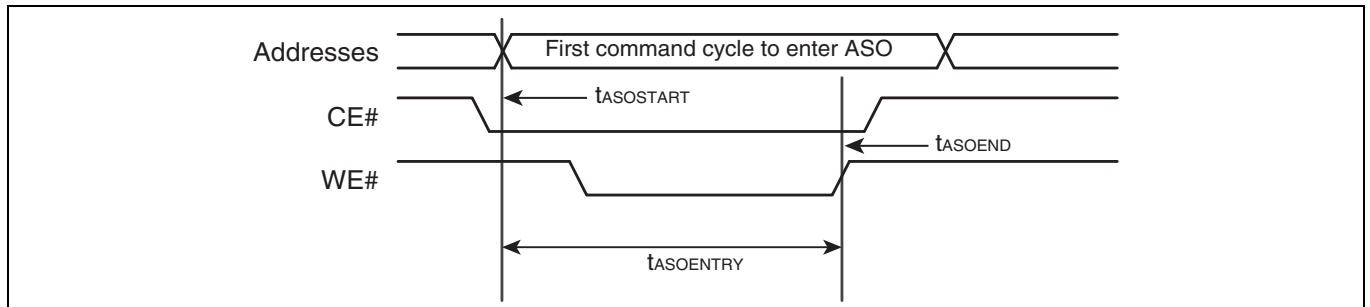 Addresses
First command cycle to enter ASO
tASOSTART
CE#
tASOEND
WE#
tASOENTRY